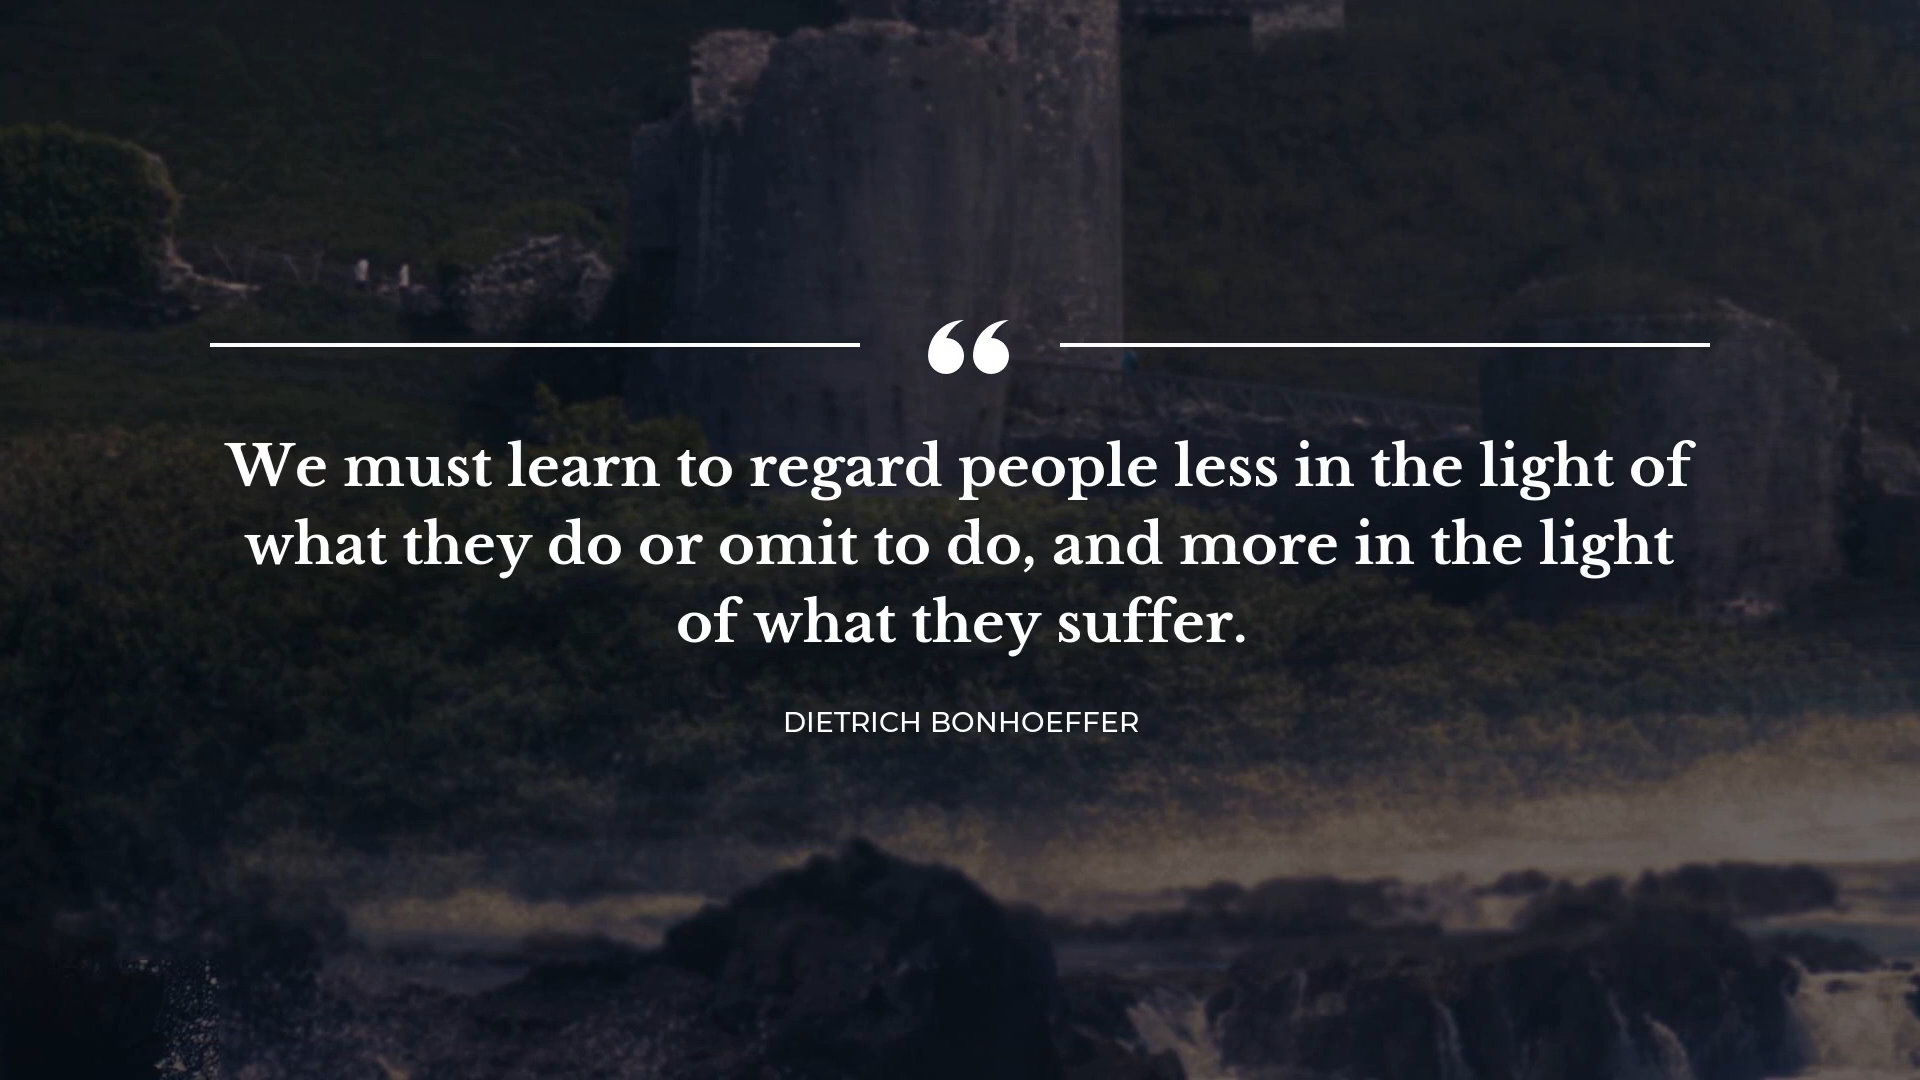 “
We must learn to regard people less in the light of
what they do or omit to do, and more in the light
of what they suffer.
DIETRICH BONHOEFFER